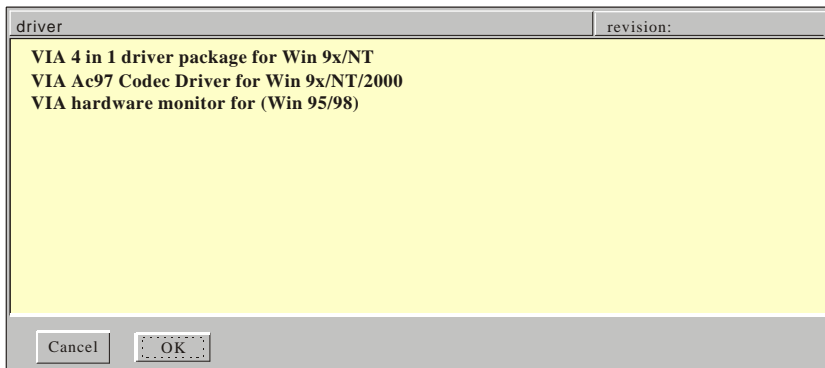 driver revision:
VIA 4 in 1 driver package for Win 9x/NT
VIA Ac97 Codec Driver for Win 9x/NT/2000
VIA hardware monitor for (Win 95/98)
Cancel OK